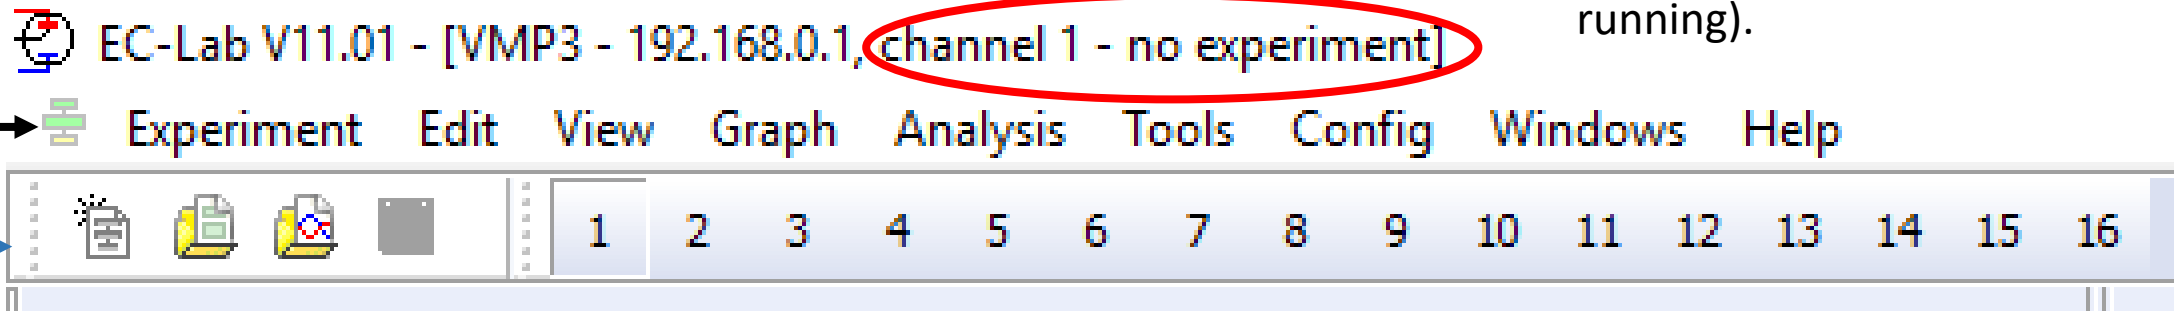 running).
EC-Lab V11.01 - [VMP3 - 192.168.0.1, channel 1 - no experiment]
Experiment Edit View Graph Analysis Tools Config Windows Help
1 2 3 4 5 6 7 8 9 10 11 12 13 14 15 16